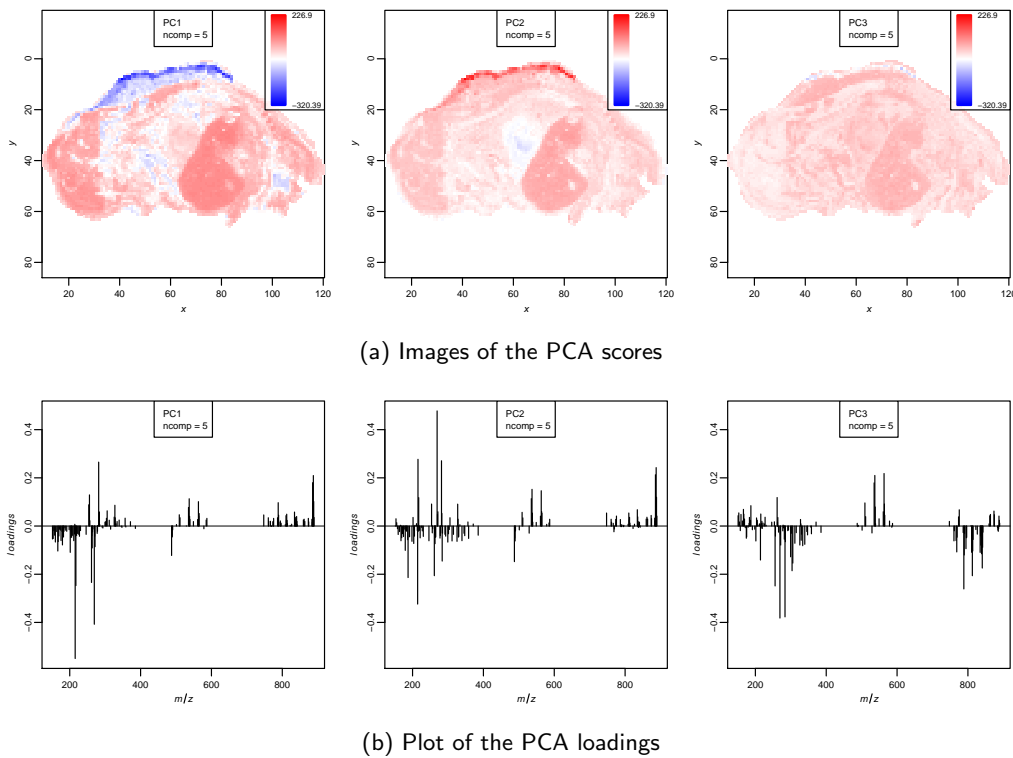 PC1
ncomp = 5
226.9
−320.39
0
20
40
60
80
y
20
40
60
80
100
120
x
PC2
ncomp = 5
226.9
−320.39
0
20
40
60
80
y
20
40
60
80
100
120
x
PC3
ncomp = 5
226.9
−320.39
0
20
40
60
80
y
20
40
60
80
100
120
x
(a) Images of the PCA scores
PC1
ncomp = 5
0.4
0.2
0.0
−0.2
−0.4
loadings
200
400
600
800
m/z
PC2
ncomp = 5
0.4
0.2
0.0
−0.2
−0.4
loadings
200
400
600
800
m/z
PC3
ncomp = 5
0.4
0.2
0.0
−0.2
−0.4
loadings
200
400
600
800
m/z
(b) Plot of the PCA loadings